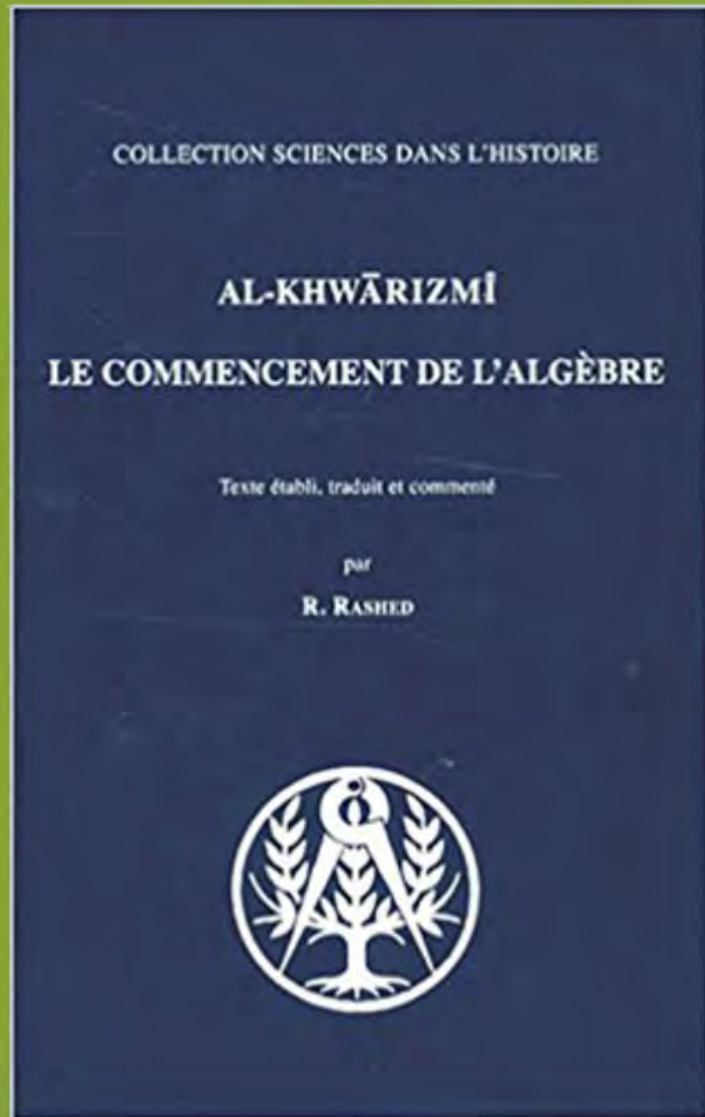 COLLECTION SCIENCES DANS L'HISTOIRE
AL-KHWĀRIZMĪ
LE COMMENCEMENT DE L'ALGÈBRE
Texte établi, traduit et commenté
par
R. RASHED